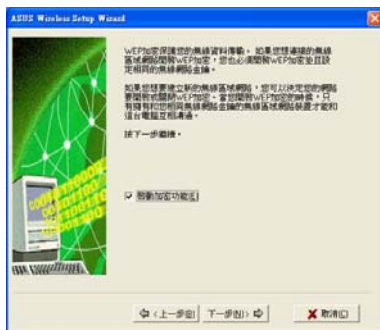 ASUS Wireless Setup Wizard
WEP加密保護您的無線資料傳輸。如果您想連接的無線
區域網路開啟WEP加密，您也必須開啟WEP加密並且設
定相同的無線網路金鑰。
如果您想要建立新的無線區域網路，您可以決定您的網路
要開啟或關閉WEP加密。當您開啟WEP加密的時候，只
有擁有和您相同無線網路金鑰的無線區域網路裝置才能和
這台電腦互相溝通。
按下一步繼續。
啟動加密功能(E)
<上一步(B)
下一步(N)>
取消(C)